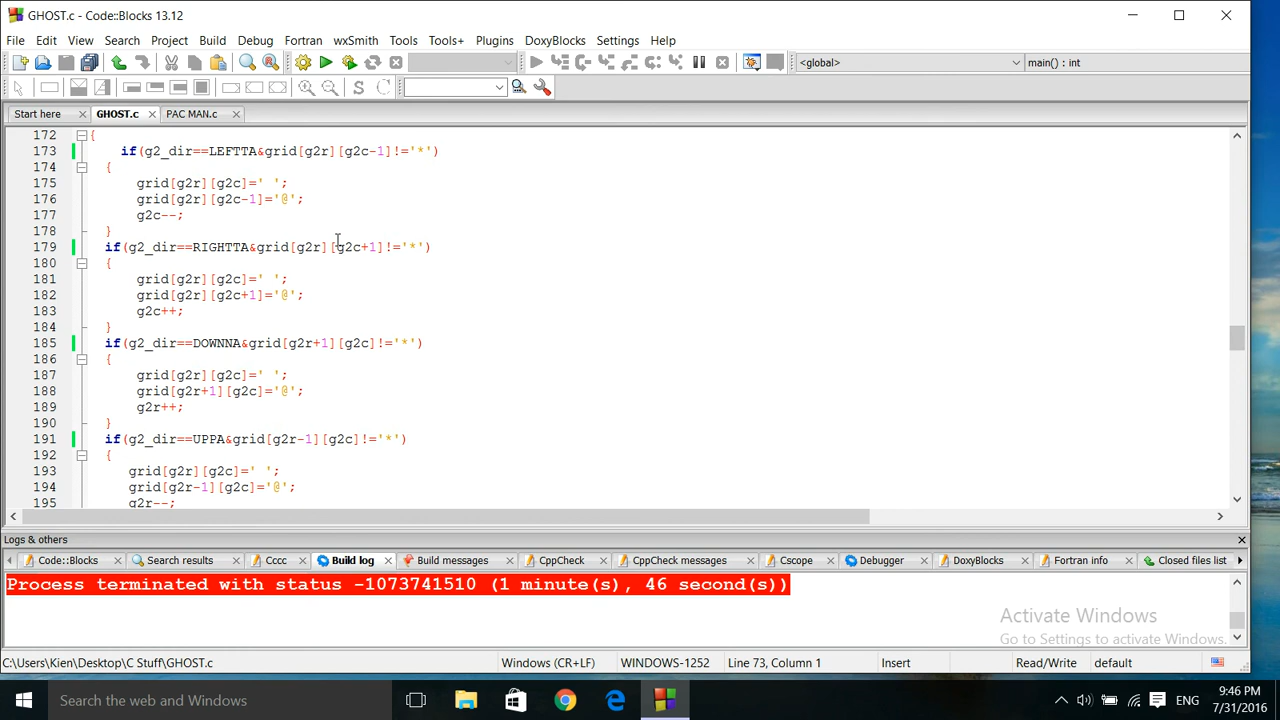 GHOST.c - Code::Blocks 13.12
File Edit View Search Project Build Debug Fortran wxSmith Tools Tools+ Plugins DoxyBlocks Settings Help
<global> main() : int
S C
Start here GHOST.c PAC MAN.c
172 {
173 if(g2_dir==LEFTTA&grid[g2r][g2c-1]!='*')
174 {
175 grid[g2r][g2c]=' ';
176 grid[g2r][g2c-1]='@';
177 g2c--;
178 }
179 if(g2_dir==RIGHTTA&grid[g2r][g2c+1]!='*')
180 {
181 grid[g2r][g2c]=' ';
182 grid[g2r][g2c+1]='@';
183 g2c++;
184 }
185 if(g2_dir==DOWNNA&grid[g2r+1][g2c]!='*')
186 {
187 grid[g2r][g2c]=' ';
188 grid[g2r+1][g2c]='@';
189 g2r++;
190 }
191 if(g2_dir==UPPA&grid[g2r-1][g2c]!='*')
192 {
193 grid[g2r][g2c]=' ';
194 grid[g2r-1][g2c]='@';
195 g2r--;
Logs & others
Code::Blocks Search results Cccc Build log Build messages CppCheck CppCheck messages Cscope Debugger DoxyBlocks Fortran info Closed files list
Process terminated with status -1073741510 (1 minute(s), 46 second(s))
Activate Windows
Go to Settings to activate Windows.
C:\Users\Kien\Desktop\C Stuff\GHOST.c Windows (CR+LF) WINDOWS-1252 Line 73, Column 1 Insert Read/Write default
Search the web and Windows ENG 9:46 PM
7/31/2016